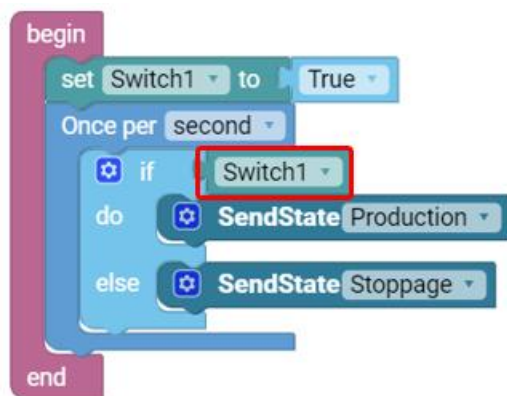 begin
set Switch1 to True
Once per second
if Switch1
do SendState Production
else SendState Stoppage
end